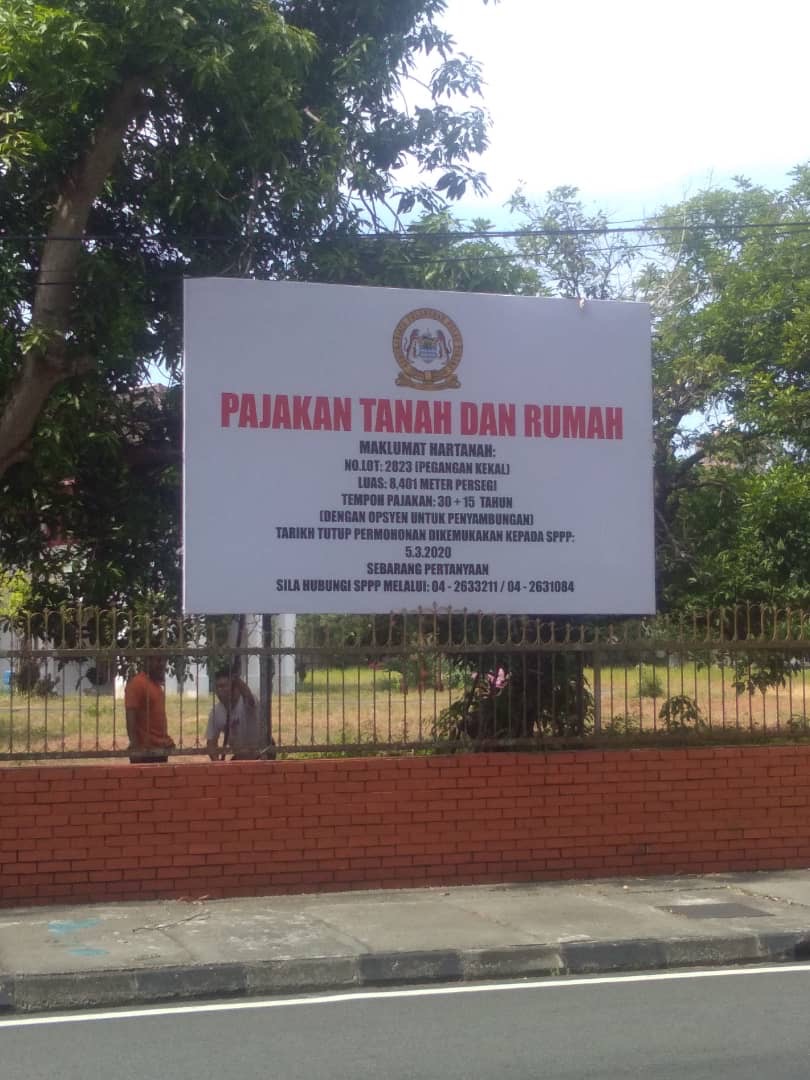 PAJAKAN TANAH DAN RUMAH
MAKLUMAT HARTANAH:
NO.LOT: 2823 (PEGANGAN KEKAL)
LUAS: 8,401 METER PERSEGI
TEMPOH PAJAKAN: 30 + 15 TAHUN
(DENGAN OPSYEN UNTUK PENYAMBUNGAN)
TARIKH TUTUP PERMOHONAN DIKEMUKAKAN KEPADA SPPP:
5.3.2020
SEBARANG PERTANYAAN
SILA HUBUNGI SPPP MELALUI: 04 - 2633211 / 04 - 2631084